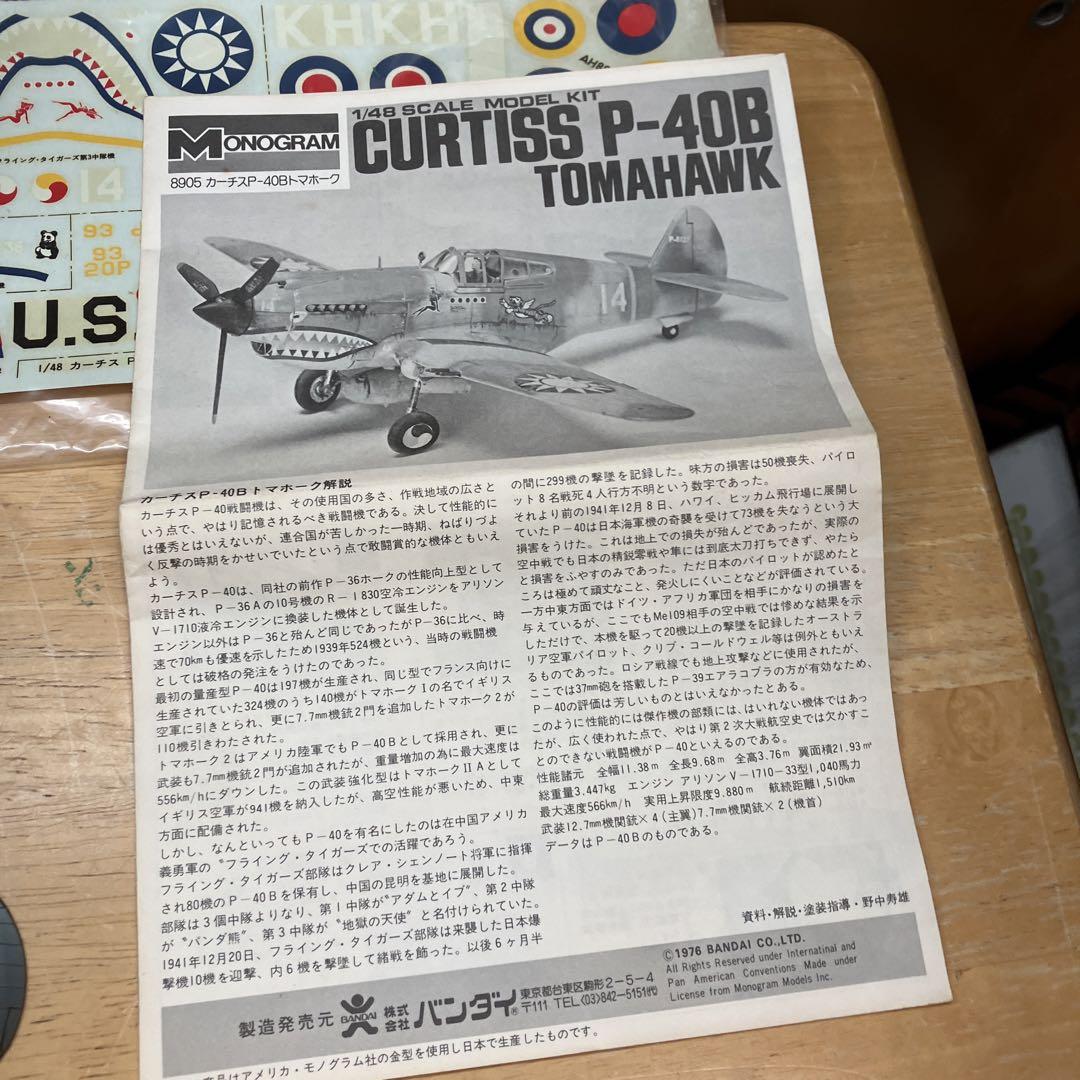 KHKH
AH88
フライング・タイガーズ第3中隊機
14
93
93
20P
U.S.
1/48 カーチス P
1/48 SCALE MODEL KIT
MONOGRAM
CURTISS P-40B
TOMAHAWK
8905 カーチスP-40Bトマホーク
14
カーチスP-40Bトマホーク解説
カーチスP-40戦闘機は、その使用国の多さ、作戦地域の広さと
いう点で、やはり記憶されるべき戦闘機である。決して性能的に
は優秀とはいえないが、連合国が苦しかった一時期、ねばりづよ
く反撃の時期をかせいでいたという点で敢闘賞的な機体ともいえ
よう。
カーチスP-40は、同社の前作P-36ホークの性能向上型として
設計され、P-36Aの10号機のR-1830空冷エンジンをアリソン
V-1710液冷エンジンに換装した機体として誕生した。
エンジン以外はP-36と殆んど同じであったがP-36に比べ、時
速で70kmも優速を示したため1939年524機という、当時の戦闘機
としては破格の発注をうけたのであった。
最初の量産型P-40は197機が生産され、同じ型でフランス向けに
生産されていた324機のうち140機がトマホークIの名でイギリス
空軍に引きとられ、更に7.7mm機銃2門を追加したトマホーク2が
110機引きわたされた。
トマホーク2はアメリカ陸軍でもP-40Bとして採用され、更に
武装も7.7mm機銃2門が追加されたが、重量増加の為に最大速度は
556km/hにダウンした。この武装強化型はトマホークIIAとして
イギリス空軍が941機を納入したが、高空性能が悪いため、中東
方面に配備された。
しかし、なんといってもP-40を有名にしたのは在中国アメリカ
義勇軍の〝フライング・タイガーズでの活躍であろう。
フライング・タイガーズ部隊はクレア・シェンノート将軍に指揮
され80機のP-40Bを保有し、中国の昆明を基地に展開した。
部隊は3個中隊よりなり、第1中隊が〝アダムとイブ〟、第2中隊
が〝パンダ熊〟、第3中隊が〝地獄の天使〟と名付けられていた。
1941年12月20日、フライング・タイガーズ部隊は来襲した日本爆
撃機10機を迎撃、内6機を撃墜して緒戦を飾った。以後6ヶ月半
の間に299機の撃墜を記録した。味方の損害は50機喪失、パイロ
ット8名戦死4人行方不明という数字であった。
それより前の1941年12月8日、ハワイ、ヒッカム飛行場に展開し
ていたP-40は日本海軍機の奇襲を受けて73機を失なうという大
損害をうけた。これは地上での損失が殆んどであったが、実際の
空中戦でも日本の精鋭零戦や隼には到底太刀打ちできず、やたら
と損害をふやすのみであった。ただ日本のパイロットが認めたと
ころは極めて頑丈なこと、発火しにくいことなどが評価されている。
一方中東方面ではドイツ・アフリカ軍団を相手にかなりの損害を
与えているが、ここでもMe109相手の空中戦では惨めな結果を示
しただけで、本機を駆って20機以上の撃墜を記録したオーストラ
リア空軍パイロット、クリブ・コールドウェル等は例外ともいえ
るものであった。ロシア戦線でも地上攻撃などに使用されたが、
ここでは37mm砲を搭載したP-39エアラコブラの方が有効なため、
P-40の評価は芳しいものとはいえなかったとある。
このように性能的には傑作機の部類には、はいれない機体ではあっ
たが、広く使われた点で、やはり第2次大戦航空史では欠かすこ
とのできない戦闘機がP-40といえるのである。
性能諸元 全幅11.38m 全長9.68m 全高3.76m 翼面積21.93㎡
総重量3.447kg エンジン アリソンV-1710-33型1,040馬力
最大速度566km/h 実用上昇限度9.880m 航続距離1,510km
武装12.7mm機関銃×4(主翼)7.7mm機関銃×2(機首)
データはP-40Bのものである。
資料・解説・塗装指導・野中寿雄
©1976 BANDAI CO.,LTD.
All Rights Reserved under Internatinal and
Pan American Conventions Made under
License from Monogram Models Inc.
製造発売元 BANDAI 株式会社 バンダイ® 東京都台東区駒形2-5-4
〒111 TEL(03)842-5151㈹
商品はアメリカ・モノグラム社の金型を使用し日本で生産したものです。